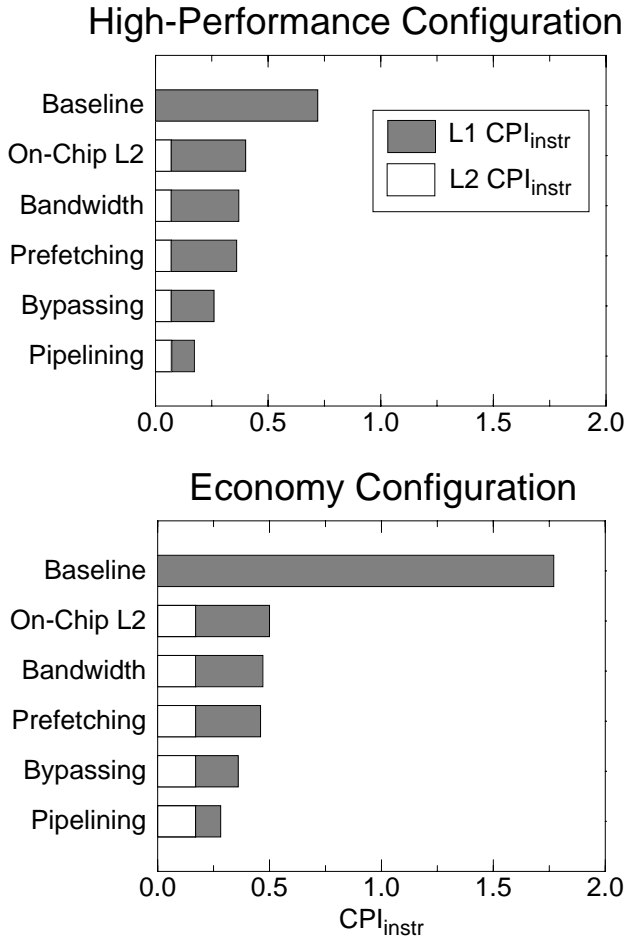 High-Performance Configuration
Baseline
On-Chip L2
Bandwidth
Prefetching
Bypassing
Pipelining
L1 CPIinstr
L2 CPIinstr
0.0 0.5 1.0 1.5 2.0
Economy Configuration
Baseline
On-Chip L2
Bandwidth
Prefetching
Bypassing
Pipelining
0.0 0.5 1.0 1.5 2.0
CPIinstr